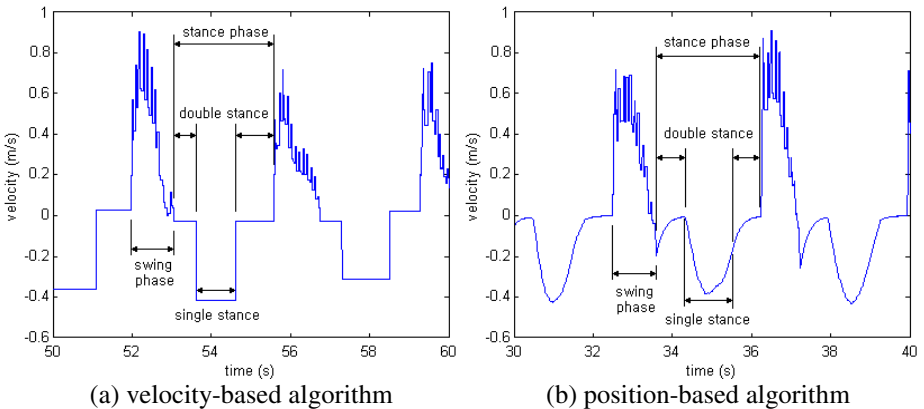 1
0.8
0.6
0.4
0.2
0
-0.2
-0.4
-0.6
velocity (m/s)
stance phase
double stance
swing
phase
single stance
50 52 54 56 58 60
time (s)
(a) velocity-based algorithm
1
0.8
0.6
0.4
0.2
0
-0.2
-0.4
-0.6
velocity (m/s)
stance phase
double stance
swing
phase
single stance
30 32 34 36 38 40
time (s)
(b) position-based algorithm